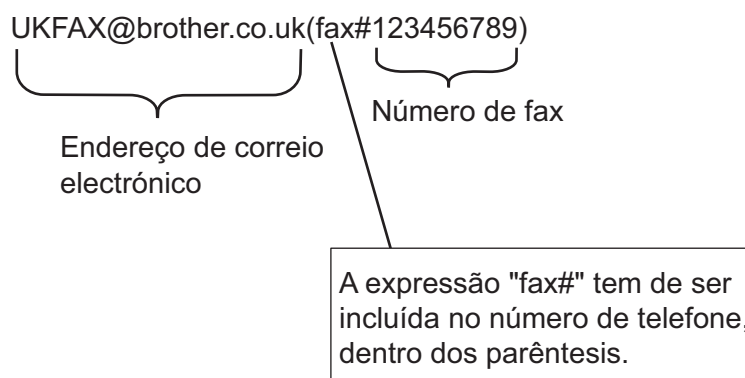 UKFAX@brother.co.uk(fax#123456789)
Número de fax
Endereço de correio
electrónico
A expressão "fax#" tem de ser
incluída no número de telefone,
dentro dos parêntesis.